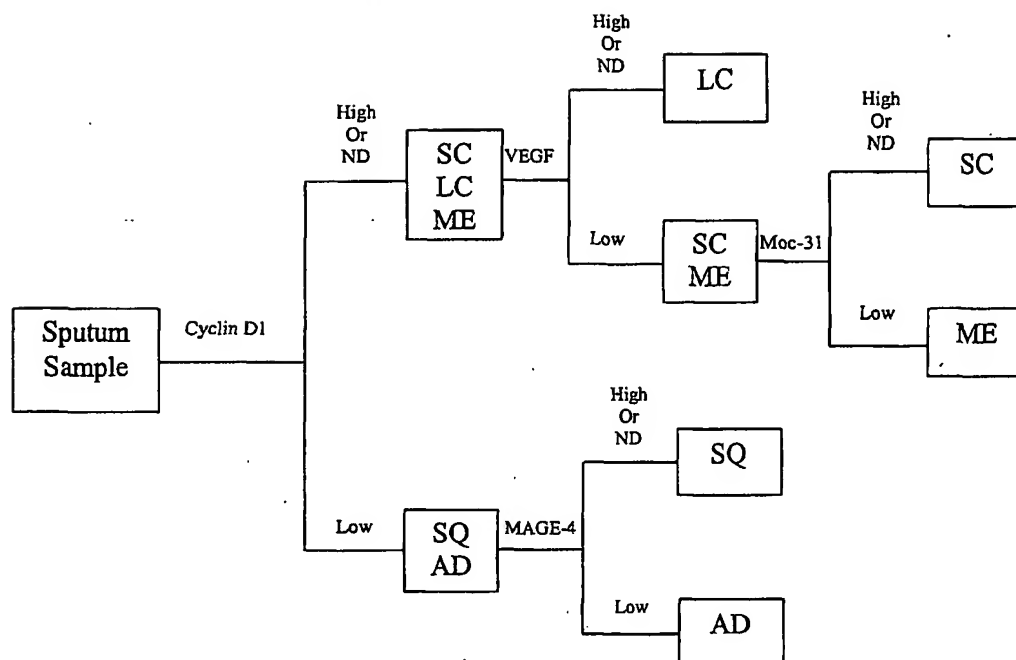 Sputum
Sample
Cyclin D1
High
Or
ND
SC
LC
ME
VEGF
High
Or
ND
LC
Low
SC
ME
Moc-31
High
Or
ND
SC
Low
ME
Low
SQ
AD
MAGE-4
High
Or
ND
SQ
Low
AD